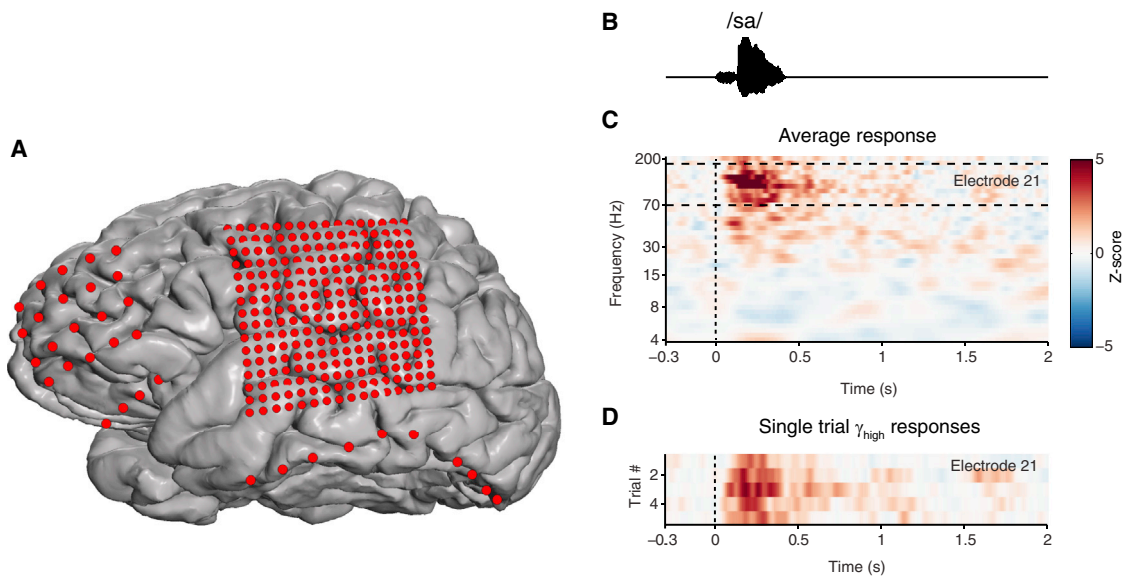 A
B
/sa/
C
Average response
200
70
30
15
8
4
Frequency (Hz)
Electrode 21
−0.3 0 0.5 1 1.5 2
Time (s)
5
0
−5
Z-score
D
Single trial γhigh responses
Electrode 21
2
4
Trial #
−0.3 0 0.5 1 1.5 2
Time (s)